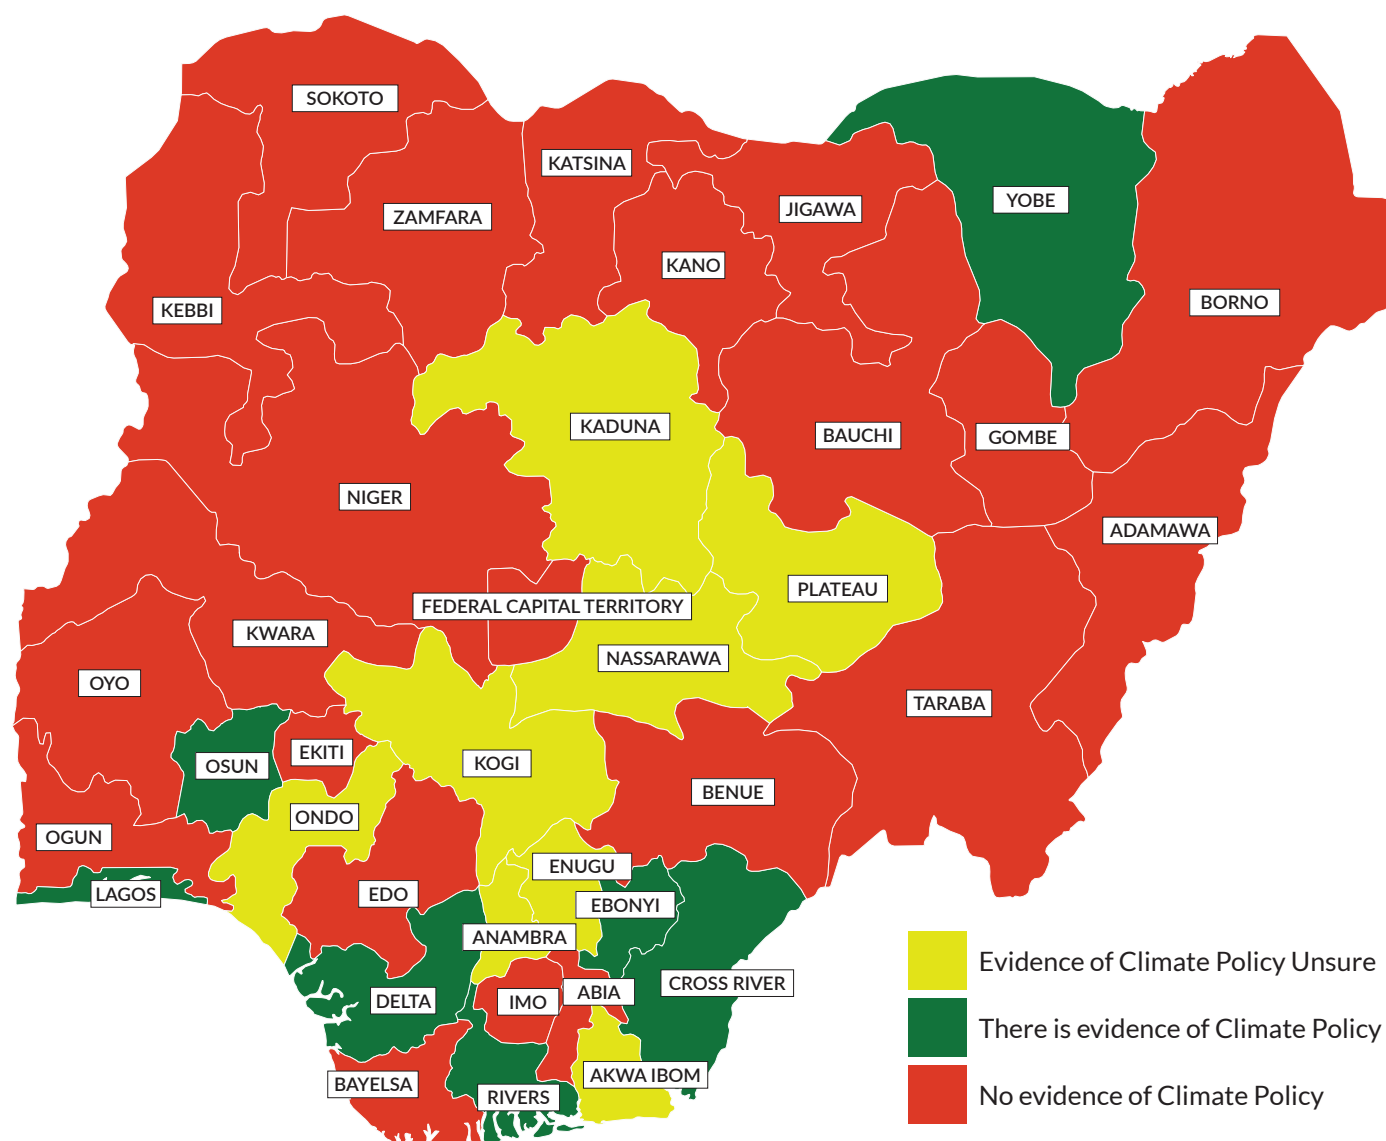 SOKOTO
KATSINA
YOBE
JIGAWA
ZAMFARA
KANO
BORNO
KEBBI
KADUNA
BAUCHI
GOMBE
NIGER
ADAMAWA
PLATEAU
FEDERAL CAPITAL TERRITORY
KWARA
NASSARAWA
OYO
TARABA
EKITI
KOGI
OSUN
BENUE
ONDO
OGUN
ENUGU
LAGOS
EDO
EBONYI
ANAMBRA
CROSS RIVER
ABIA
DELTA
IMO
AKWA IBOM
BAYELSA
RIVERS
Evidence of Climate Policy Unsure
There is evidence of Climate Policy
No evidence of Climate Policy